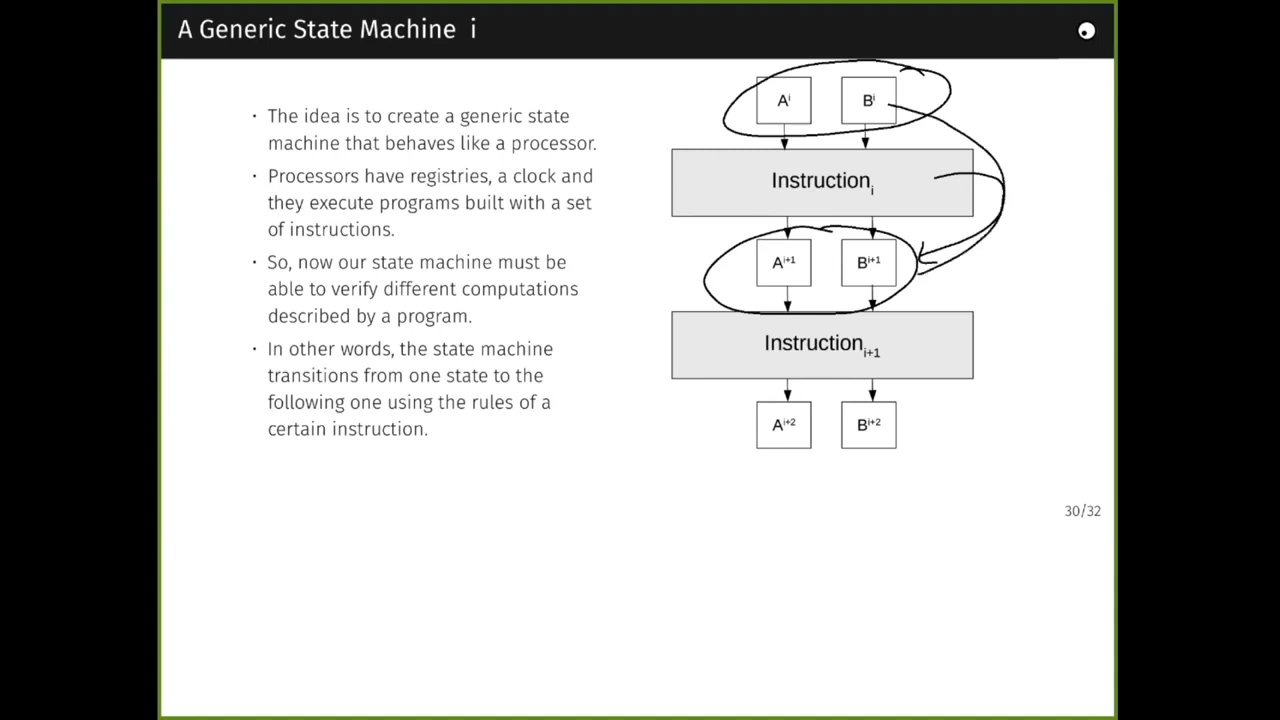 A Generic State Machine i
· The idea is to create a generic state
machine that behaves like a processor.
· Processors have registries, a clock and
they execute programs built with a set
of instructions.
· So, now our state machine must be
able to verify different computations
described by a program.
· In other words, the state machine
transitions from one state to the
following one using the rules of a
certain instruction.
Aⁱ Bⁱ
Instructionᵢ
Aⁱ⁺¹ Bⁱ⁺¹
Instructionᵢ₊₁
Aⁱ⁺² Bⁱ⁺²
30/32